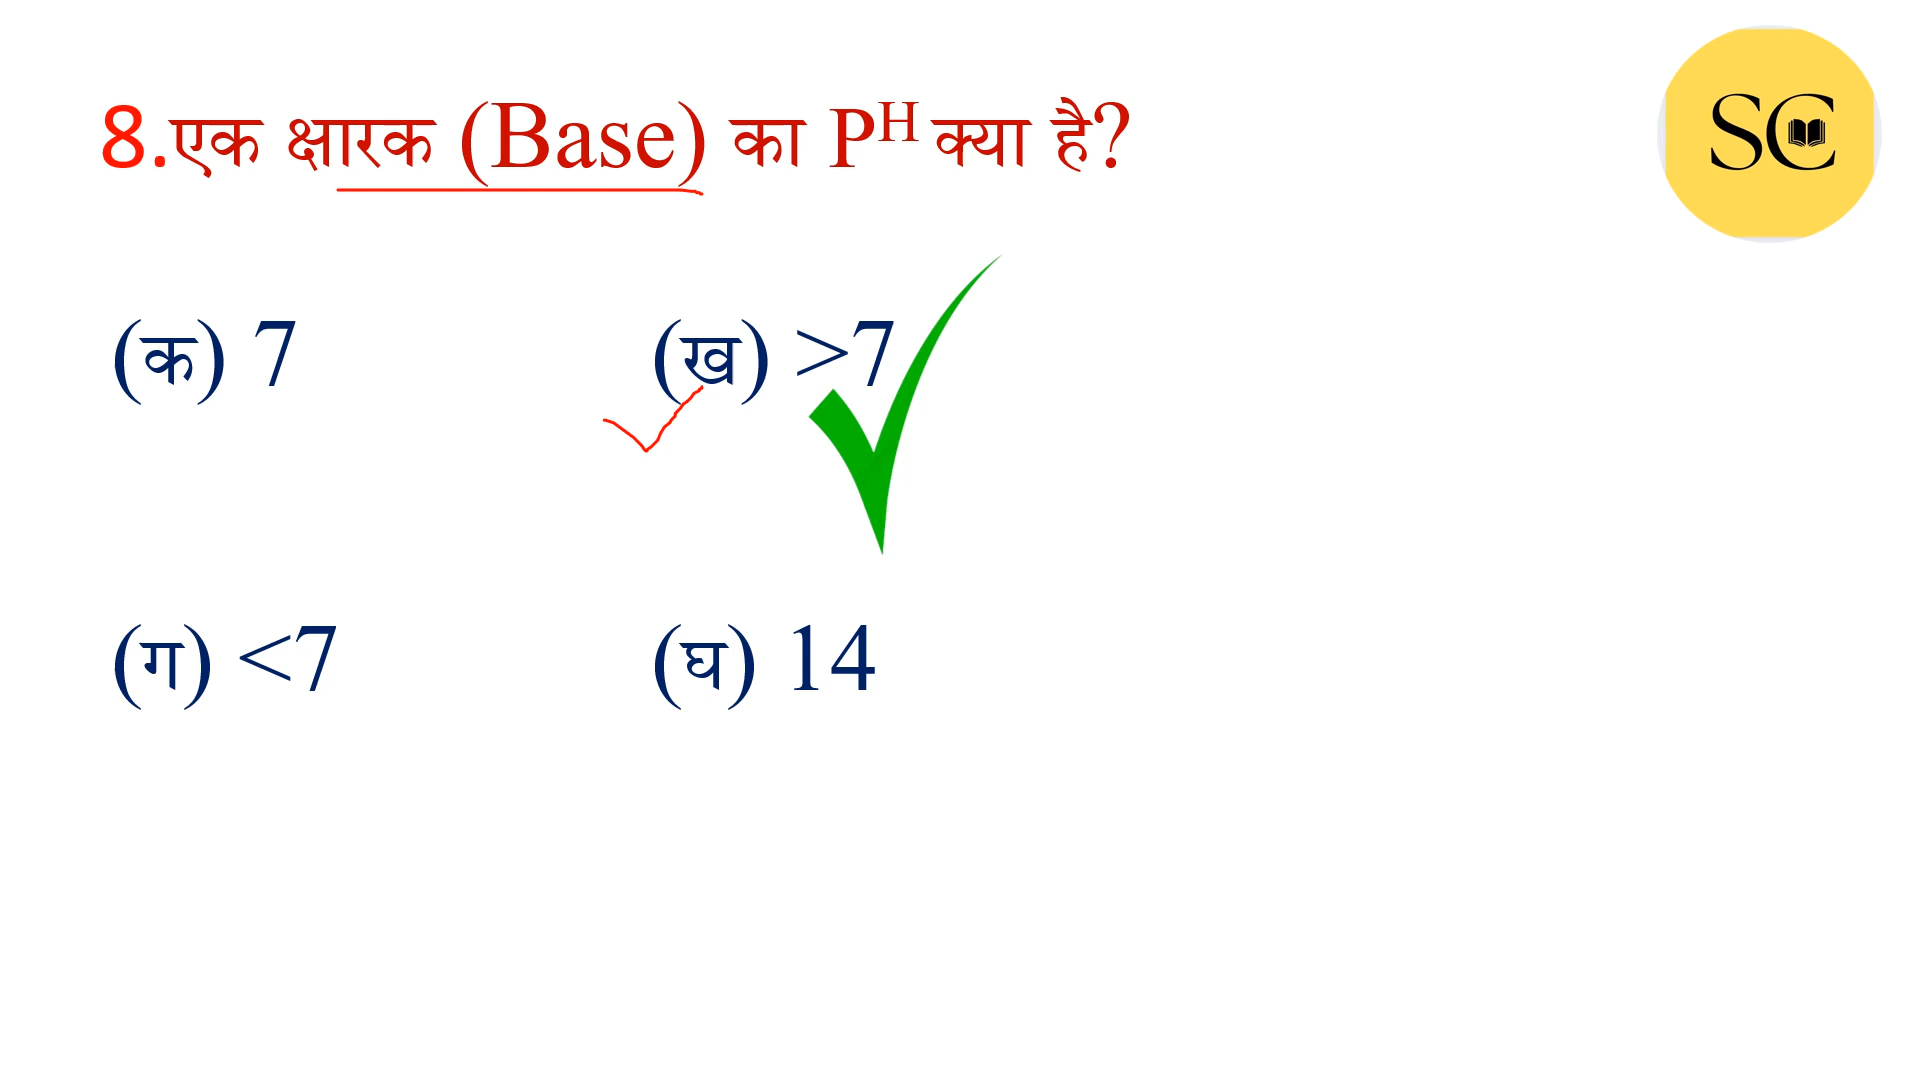 8.एक क्षारक (Base) का Pᴴ क्या है?
SC
(क) 7
(ख) >7
(ग) <7
(घ) 14